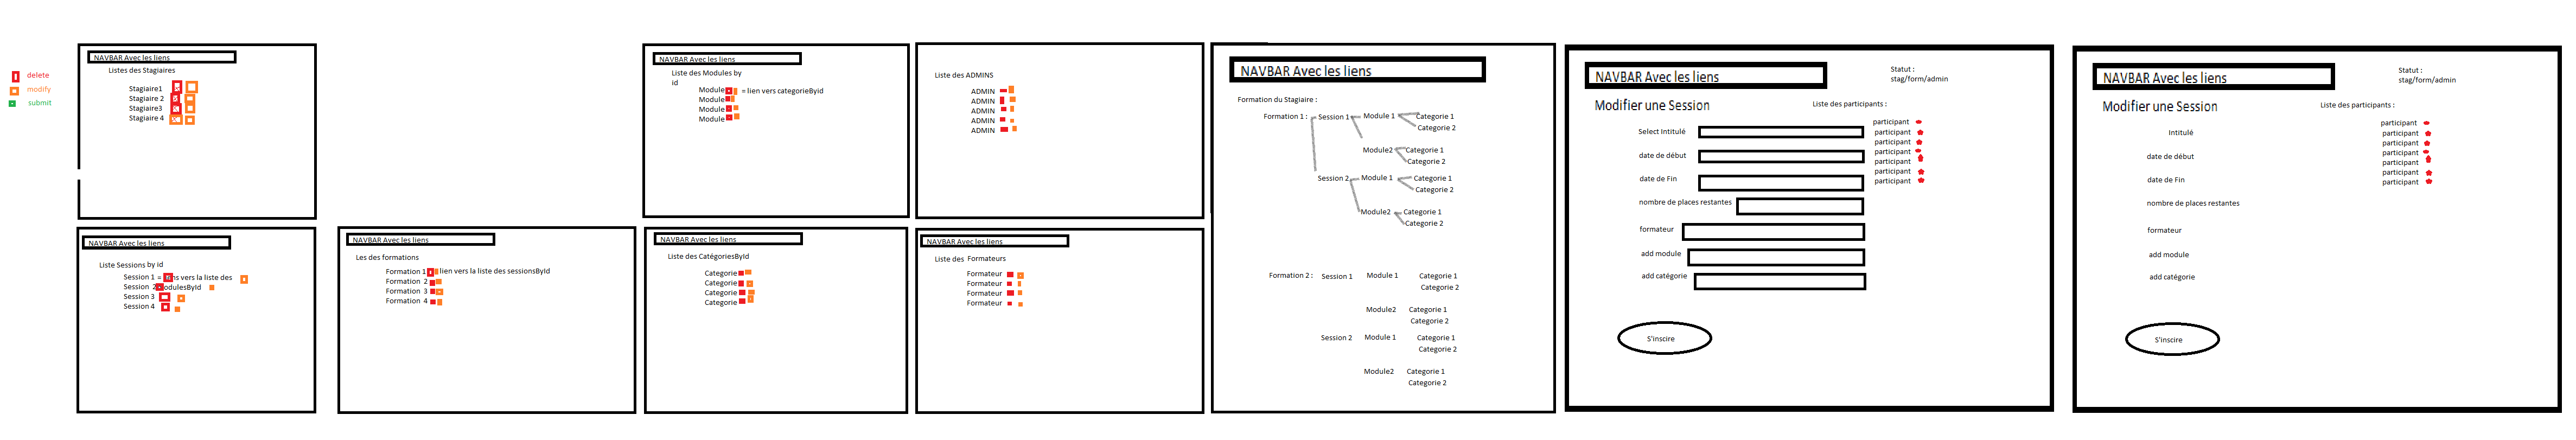 delete
modify
submit
NAVBAR Avec les liens
Listes des Stagiaires
Stagiaire1
Stagiaire 2
Stagiaire3
Stagiaire 4
NAVBAR Avec les liens
Liste des Modules by
id
Module = lien vers categorieByid
Module
Module
Module
Liste des ADMINS
ADMIN
ADMIN
ADMIN
ADMIN
ADMIN
NAVBAR Avec les liens
Liste Sessions by id
Session 1 = vers la liste des
Session 2 odulesById
Session 3
Session 4
NAVBAR Avec les liens
Les des formations
Formation 1 lien vers la liste des sessionsById
Formation 2
Formation 3
Formation 4
NAVBAR Avec les liens
Liste des CatégoriesById
Categorie
Categorie
Categorie
Categorie
NAVBAR Avec les liens
Liste des Formateurs
Formateur
Formateur
Formateur
Formateur
NAVBAR Avec les liens
Formation du Stagiaire :
Formation 1 : Session 1 Module 1 Categorie 1
Categorie 2
Module2 Categorie 1
Categorie 2
Session 2 Module 1 Categorie 1
Categorie 2
Module2 Categorie 1
Categorie 2
Formation 2 : Session 1 Module 1 Categorie 1
Categorie 2
Module2 Categorie 1
Categorie 2
Session 2 Module 1 Categorie 1
Categorie 2
Module2 Categorie 1
Categorie 2
NAVBAR Avec les liens
Statut :
stag/form/admin
Modifier une Session
Liste des participants :
Select Intitulé
date de début
date de Fin
nombre de places restantes
formateur
add module
add catégorie
participant
participant
participant
participant
participant
participant
participant
S'inscire
NAVBAR Avec les liens
Statut :
stag/form/admin
Modifier une Session
Liste des participants :
Intitulé
date de début
date de Fin
nombre de places restantes
formateur
add module
add catégorie
participant
participant
participant
participant
participant
participant
participant
S'inscire